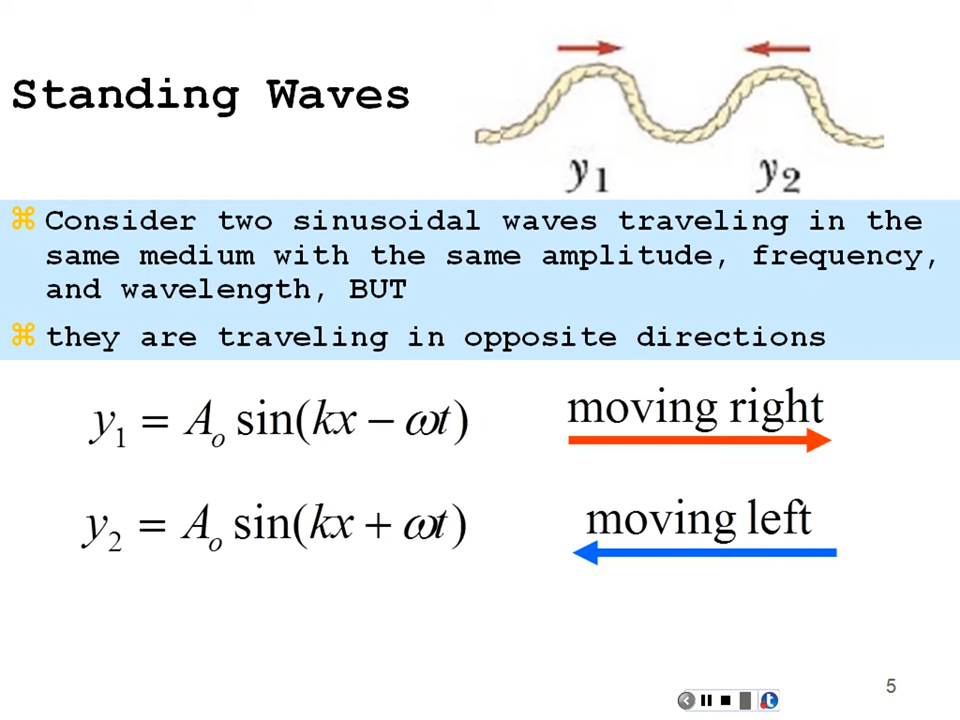 Standing Waves
y₁ y₂
⌘ Consider two sinusoidal waves traveling in the
same medium with the same amplitude, frequency,
and wavelength, BUT
⌘ they are traveling in opposite directions
y₁ = Aₒ sin(kx − ωt) moving right
y₂ = Aₒ sin(kx + ωt) moving left
5